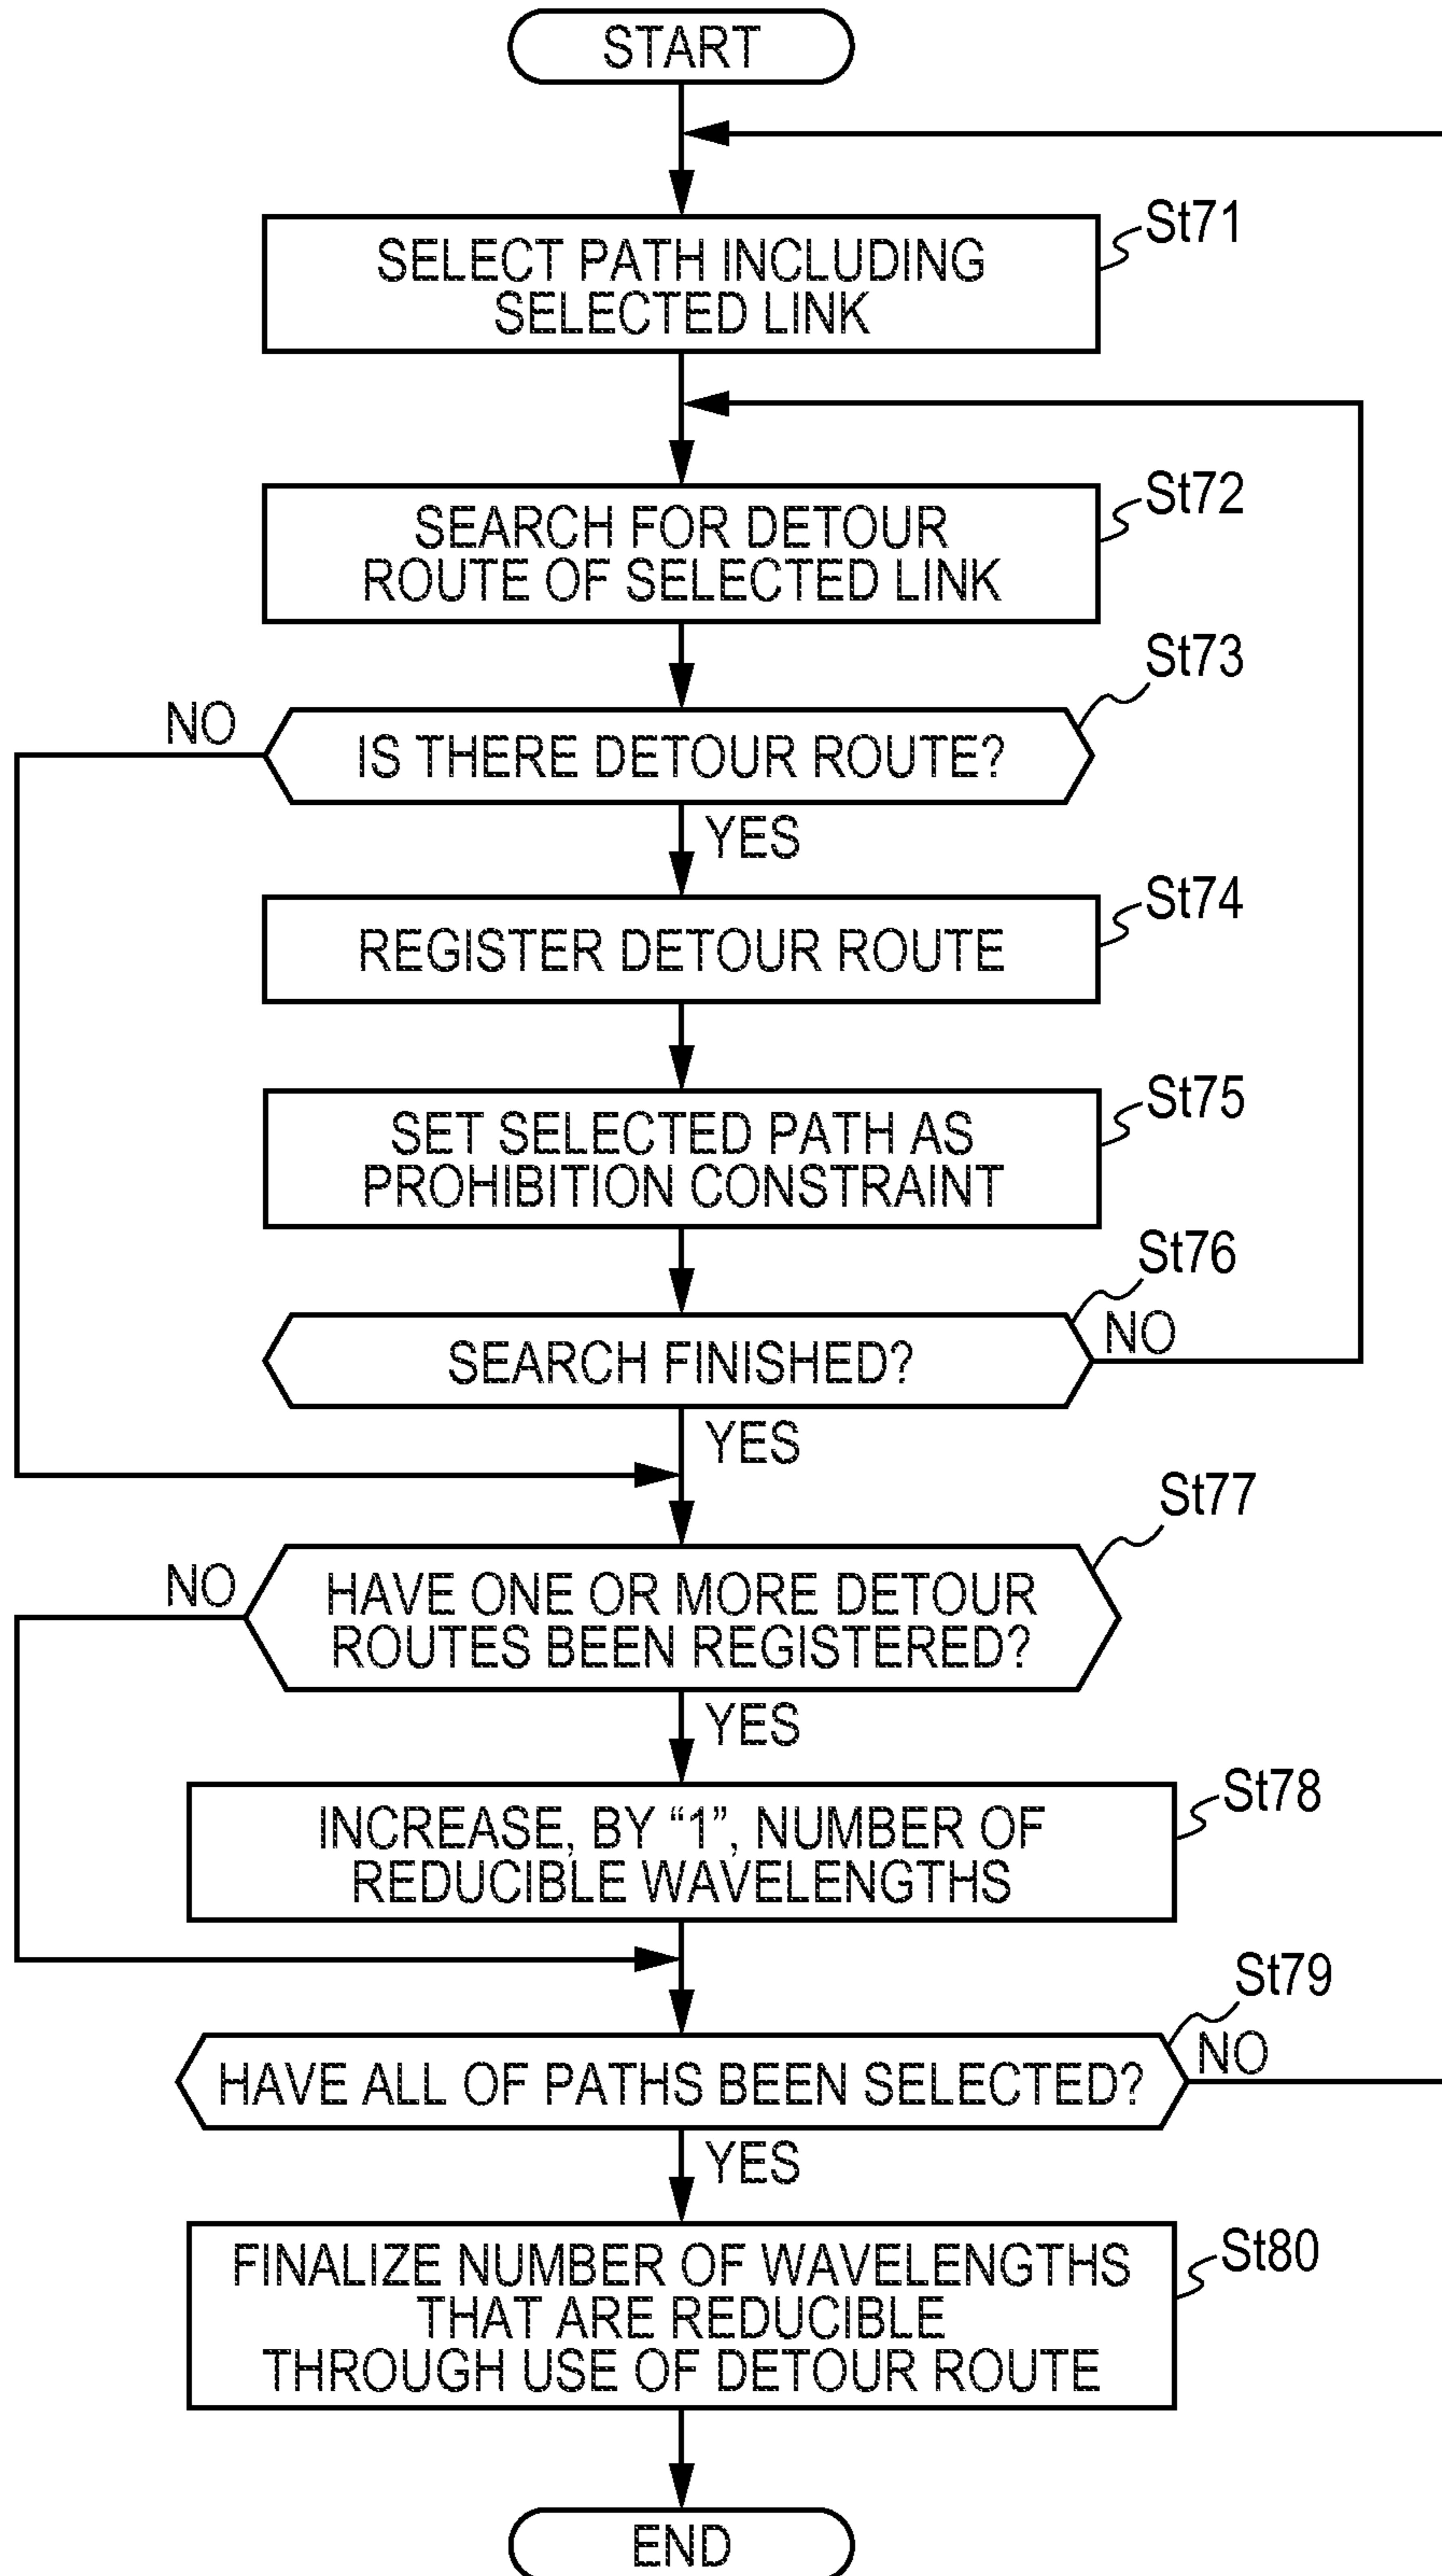 START
St71
SELECT PATH INCLUDING
SELECTED LINK
St72
SEARCH FOR DETOUR
ROUTE OF SELECTED LINK
St73
NO
IS THERE DETOUR ROUTE?
YES
St74
REGISTER DETOUR ROUTE
St75
SET SELECTED PATH AS
PROHIBITION CONSTRAINT
St76
NO
SEARCH FINISHED?
YES
St77
NO
HAVE ONE OR MORE DETOUR
ROUTES BEEN REGISTERED?
YES
St78
INCREASE, BY “1”, NUMBER OF
REDUCIBLE WAVELENGTHS
St79
NO
HAVE ALL OF PATHS BEEN SELECTED?
YES
St80
FINALIZE NUMBER OF WAVELENGTHS
THAT ARE REDUCIBLE
THROUGH USE OF DETOUR ROUTE
END